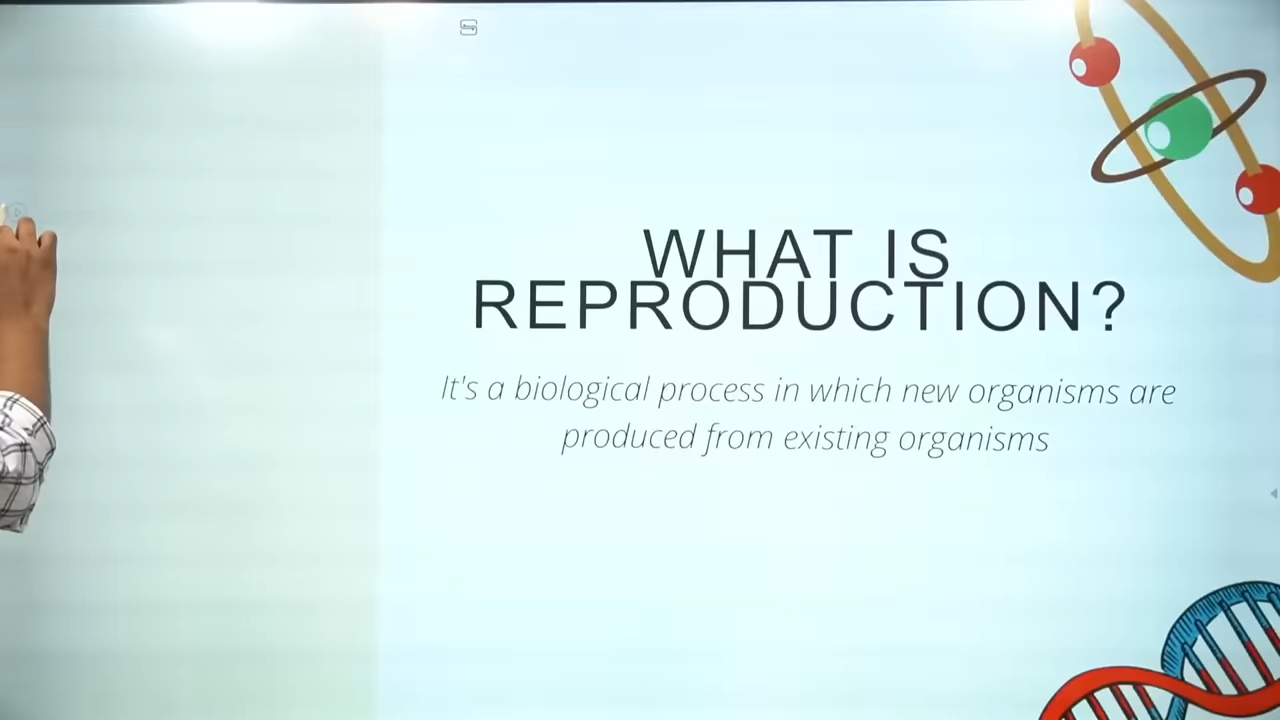 WHAT IS
REPRODUCTION?
It's a biological process in which new organisms are
produced from existing organisms